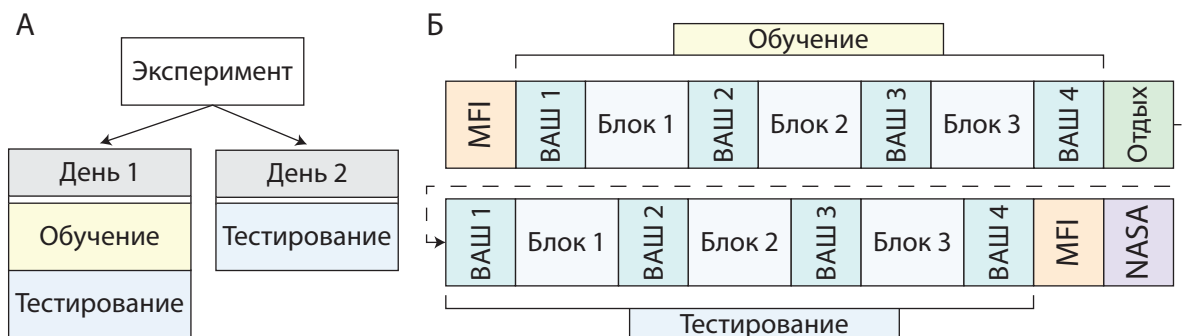 А
Эксперимент
День 1
День 2
Обучение
Тестирование
Тестирование
Б
Обучение
MFI
ВАШ 1
Блок 1
ВАШ 2
Блок 2
ВАШ 3
Блок 3
ВАШ 4
Отдых
ВАШ 1
Блок 1
ВАШ 2
Блок 2
ВАШ 3
Блок 3
ВАШ 4
MFI
NASA
Тестирование